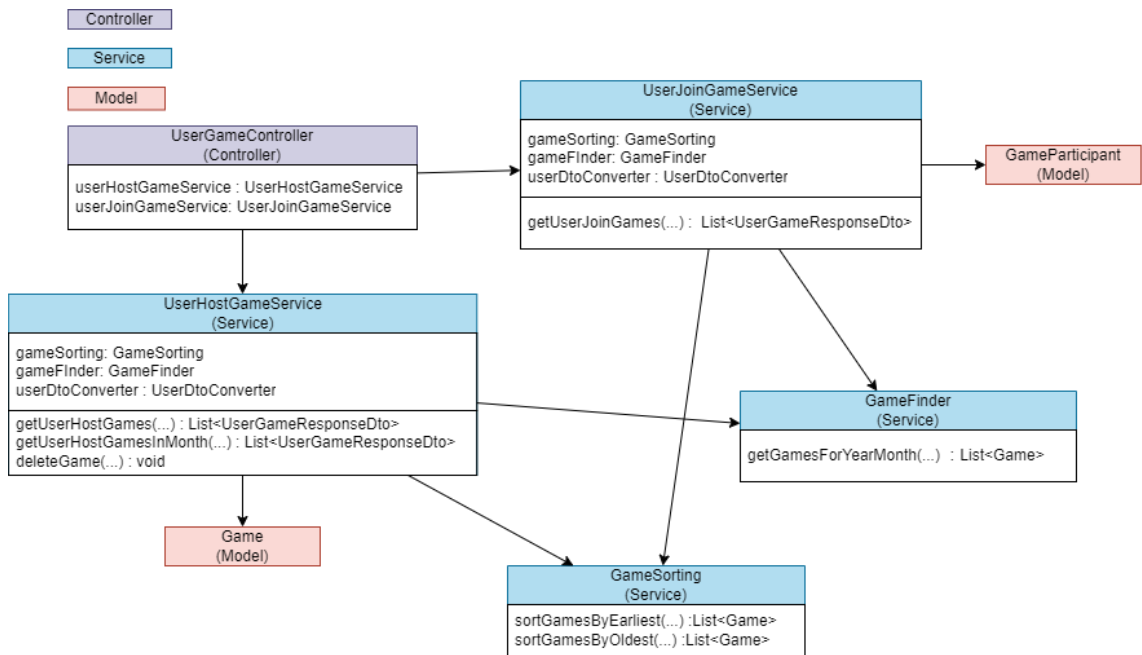 Controller
Service
Model
UserGameController
(Controller)
userHostGameService : UserHostGameService
userJoinGameService: UserJoinGameService
UserJoinGameService
(Service)
gameSorting: GameSorting
gameFInder: GameFinder
userDtoConverter : UserDtoConverter
getUserJoinGames(...) : List<UserGameResponseDto>
GameParticipant
(Model)
UserHostGameService
(Service)
gameSorting: GameSorting
gameFInder: GameFinder
userDtoConverter : UserDtoConverter
getUserHostGames(...) : List<UserGameResponseDto>
getUserHostGamesInMonth(...) : List<UserGameResponseDto>
deleteGame(...) : void
GameFinder
(Service)
getGamesForYearMonth(...) : List<Game>
Game
(Model)
GameSorting
(Service)
sortGamesByEarliest(...) :List<Game>
sortGamesByOldest(...) :List<Game>